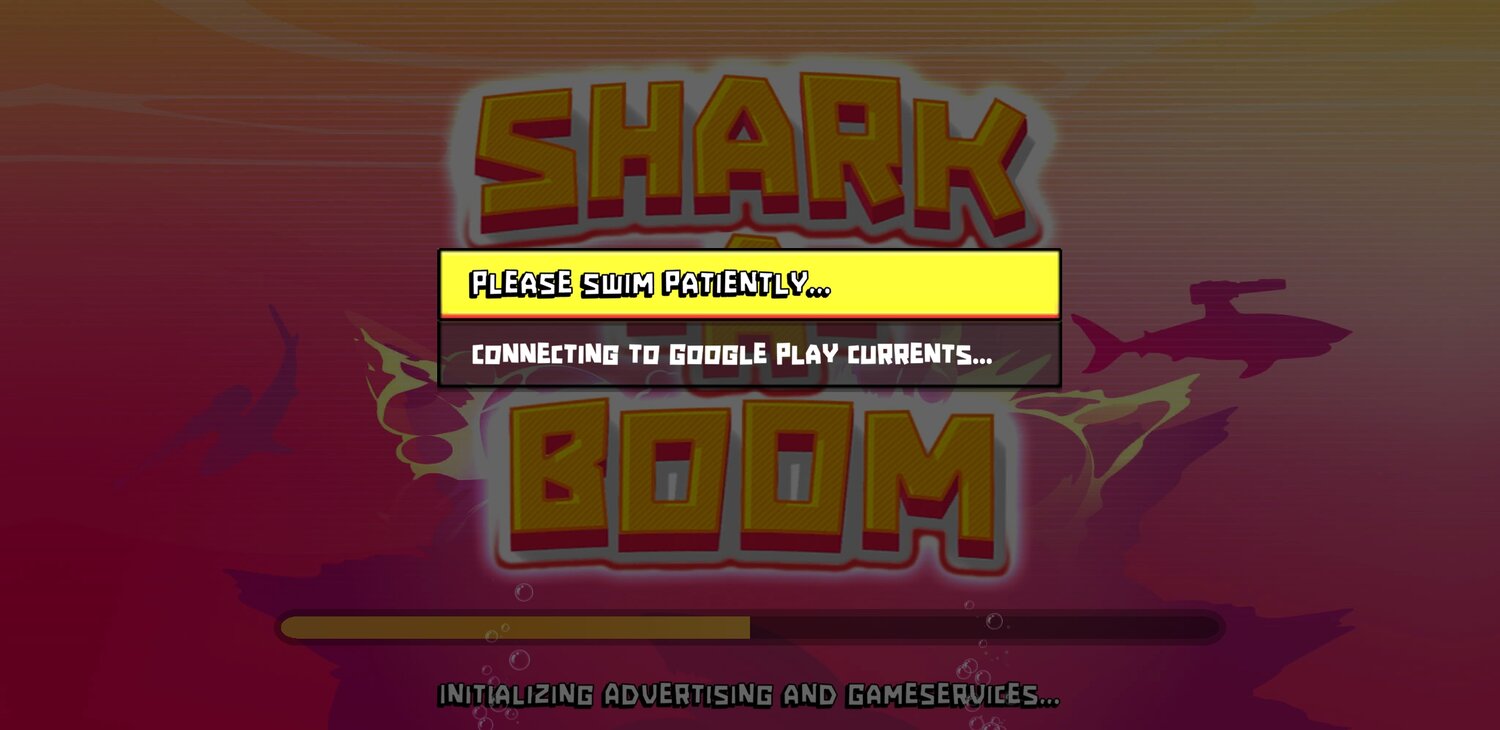 SHARK
PLEASE SWIM PATIENTLY...
CONNECTING TO GOOGLE PLAY CURRENTS...
BOOM
INITIALIZING ADVERTISING AND GAMESERVICES...